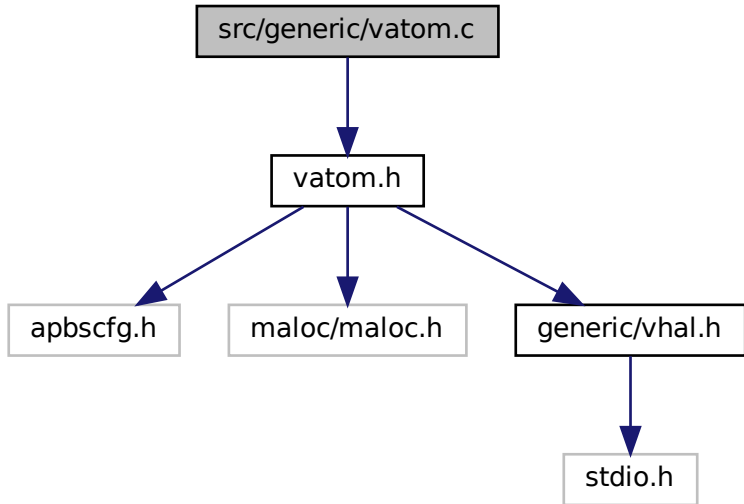 src/generic/vatom.c
vatom.h
apbscfg.h
maloc/maloc.h
generic/vhal.h
stdio.h